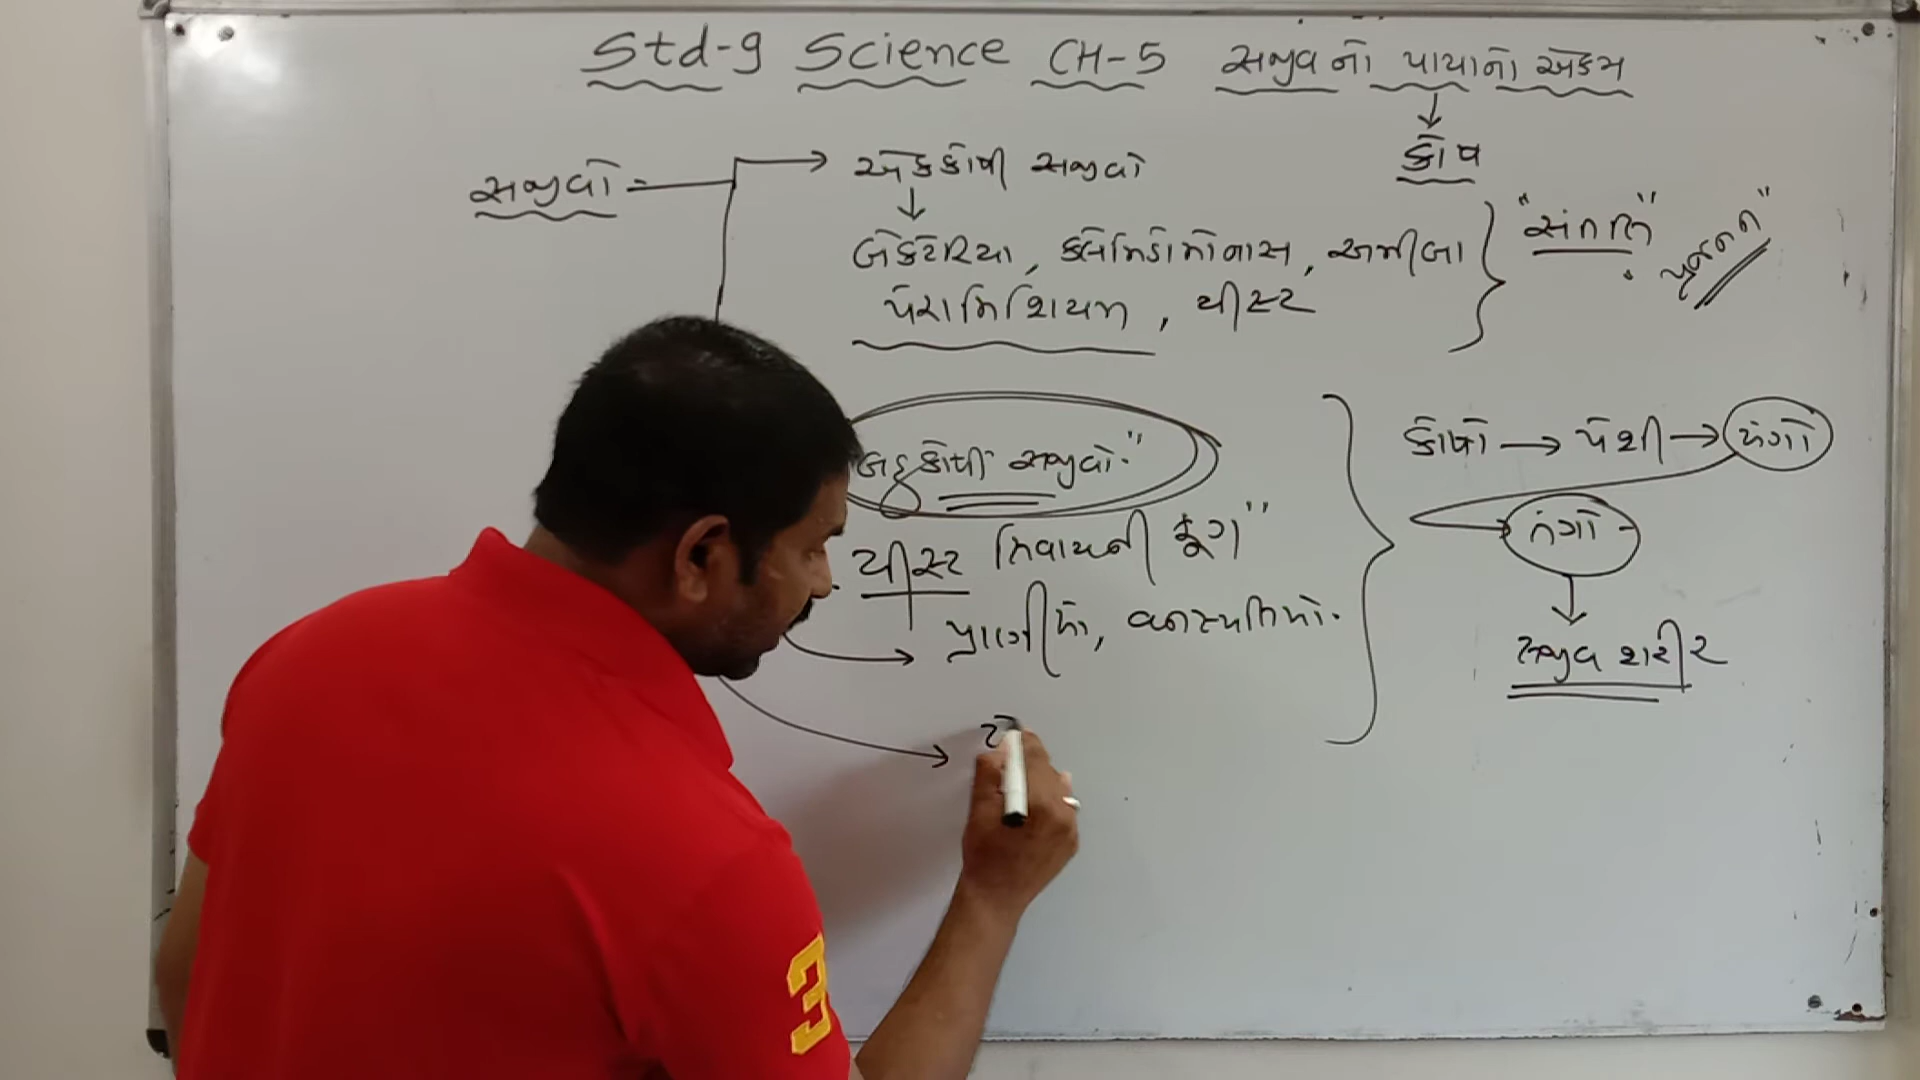 Std-9 Science CH-5 સજીવનો પાયાનો એકમ
કોષ
સજીવો = એકકોષી સજીવો
બેક્ટેરિયા, ક્લેમિડોમોનાસ, અમીબા
પેરામિશિયમ, યીસ્ટ
"સંતતિ"
પ્રજનન"
બહુકોષી સજીવો."
યીસ્ટ સિવાયની ફૂગ"
પ્રાણીઓ, વનસ્પતિઓ.
કોષો → પેશી → અંગો
તંત્રો
સજીવ શરીર
3